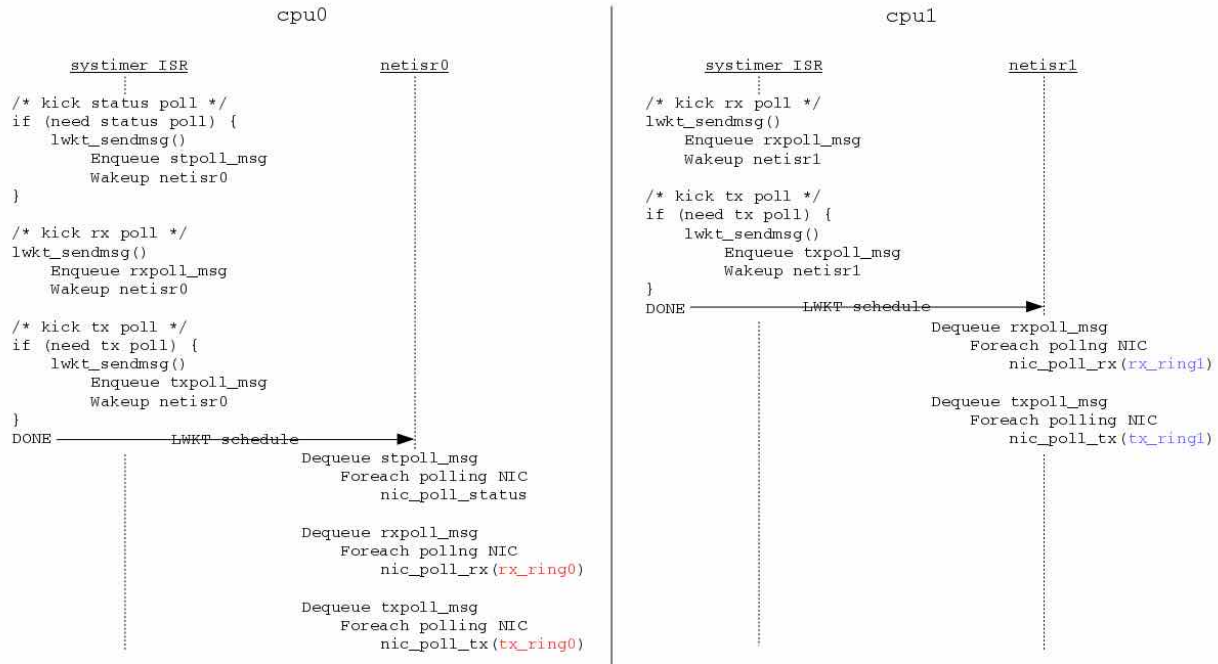 cpu0
systimer ISR
netisr0
/* kick status poll */
if (need status poll) {
lwkt_sendmsg()
Enqueue stpoll_msg
Wakeup netisr0
}
/* kick rx poll */
lwkt_sendmsg()
Enqueue rxpoll_msg
Wakeup netisr0
/* kick tx poll */
if (need tx poll) {
lwkt_sendmsg()
Enqueue txpoll_msg
Wakeup netisr0
}
DONE
LWKT schedule
Dequeue stpoll_msg
Foreach polling NIC
nic_poll_status
Dequeue rxpoll_msg
Foreach pollng NIC
nic_poll_rx(rx_ring0)
Dequeue txpoll_msg
Foreach polling NIC
nic_poll_tx(tx_ring0)
cpu1
systimer ISR
netisr1
/* kick rx poll */
lwkt_sendmsg()
Enqueue rxpoll_msg
Wakeup netisr1
/* kick tx poll */
if (need tx poll) {
lwkt_sendmsg()
Enqueue txpoll_msg
Wakeup netisr1
}
DONE
LWKT schedule
Dequeue rxpoll_msg
Foreach pollng NIC
nic_poll_rx(rx_ring1)
Dequeue txpoll_msg
Foreach polling NIC
nic_poll_tx(tx_ring1)